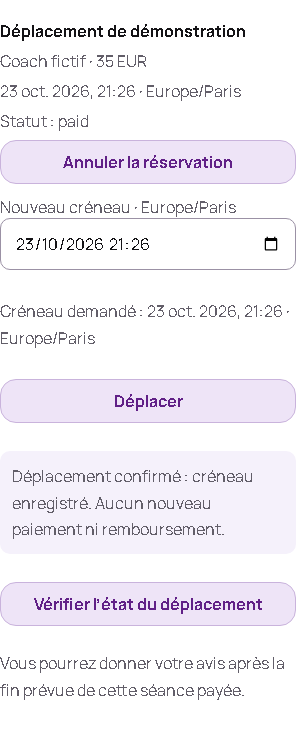 Déplacement de démonstration
Coach fictif · 35 EUR
23 oct. 2026, 21:26 · Europe/Paris
Statut : paid
Annuler la réservation
Nouveau créneau · Europe/Paris
23/10/2026 21:26
Créneau demandé : 23 oct. 2026, 21:26 ·
Europe/Paris
Déplacer
Déplacement confirmé : créneau
enregistré. Aucun nouveau
paiement ni remboursement.
Vérifier l'état du déplacement
Vous pourrez donner votre avis après la
fin prévue de cette séance payée.